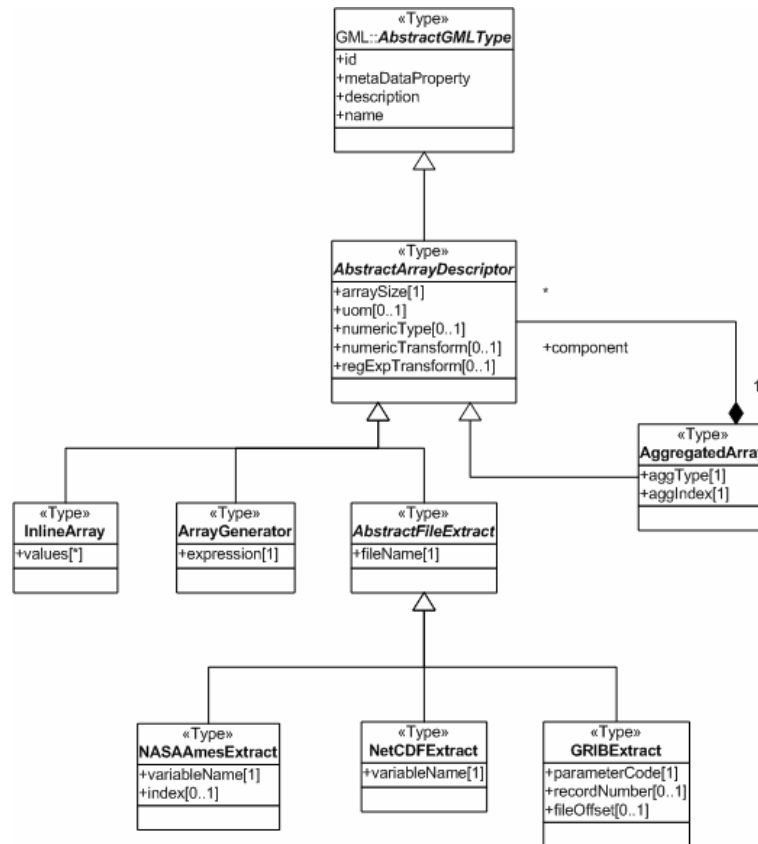 «Type»
GML::AbstractGMLType
+id
+metaDataProperty
+description
+name
«Type»
AbstractArrayDescriptor
+arraySize[1]
+uom[0..1]
+numericType[0..1]
+numericTransform[0..1]
+regExpTransform[0..1]
*
+component
1
«Type»
AggregatedArray
+aggType[1]
+aggIndex[1]
«Type»
InlineArray
+values[*]
«Type»
ArrayGenerator
+expression[1]
«Type»
AbstractFileExtract
+fileName[1]
«Type»
NASAAmesExtract
+variableName[1]
+index[0..1]
«Type»
NetCDFExtract
+variableName[1]
«Type»
GRIBExtract
+parameterCode[1]
+recordNumber[0..1]
+fileOffset[0..1]